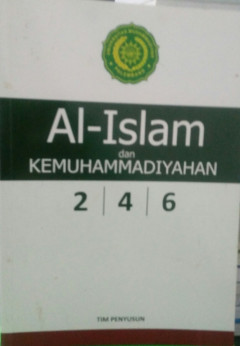 Al-Islam
dan
KEMUHAMMADIYAHAN
2 | 4 | 6
TIM PENYUSUN